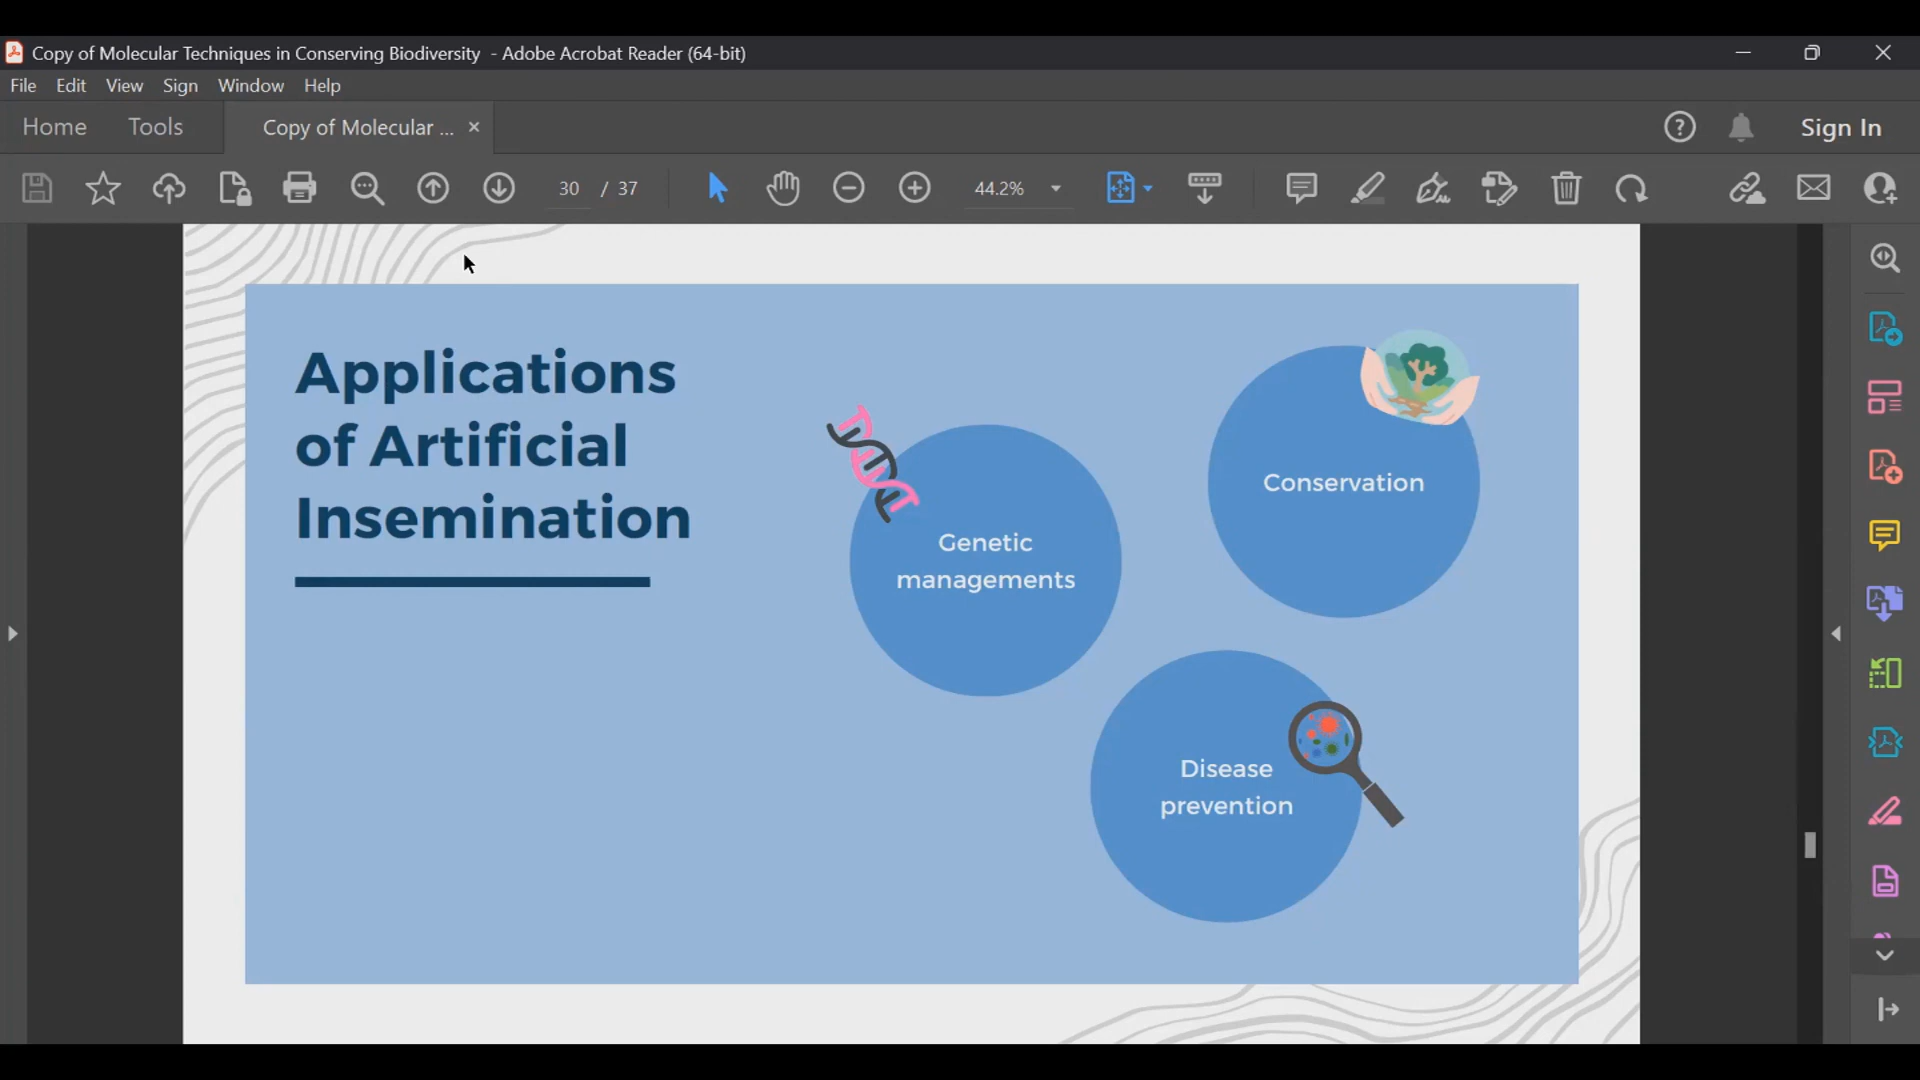 Copy of Molecular Techniques in Conserving Biodiversity - Adobe Acrobat Reader (64-bit)
File Edit View Sign Window Help
Home Tools Copy of Molecular ... Sign In
30 / 37 44.2%
Applications
of Artificial
Insemination
Conservation
Genetic
managements
Disease
prevention